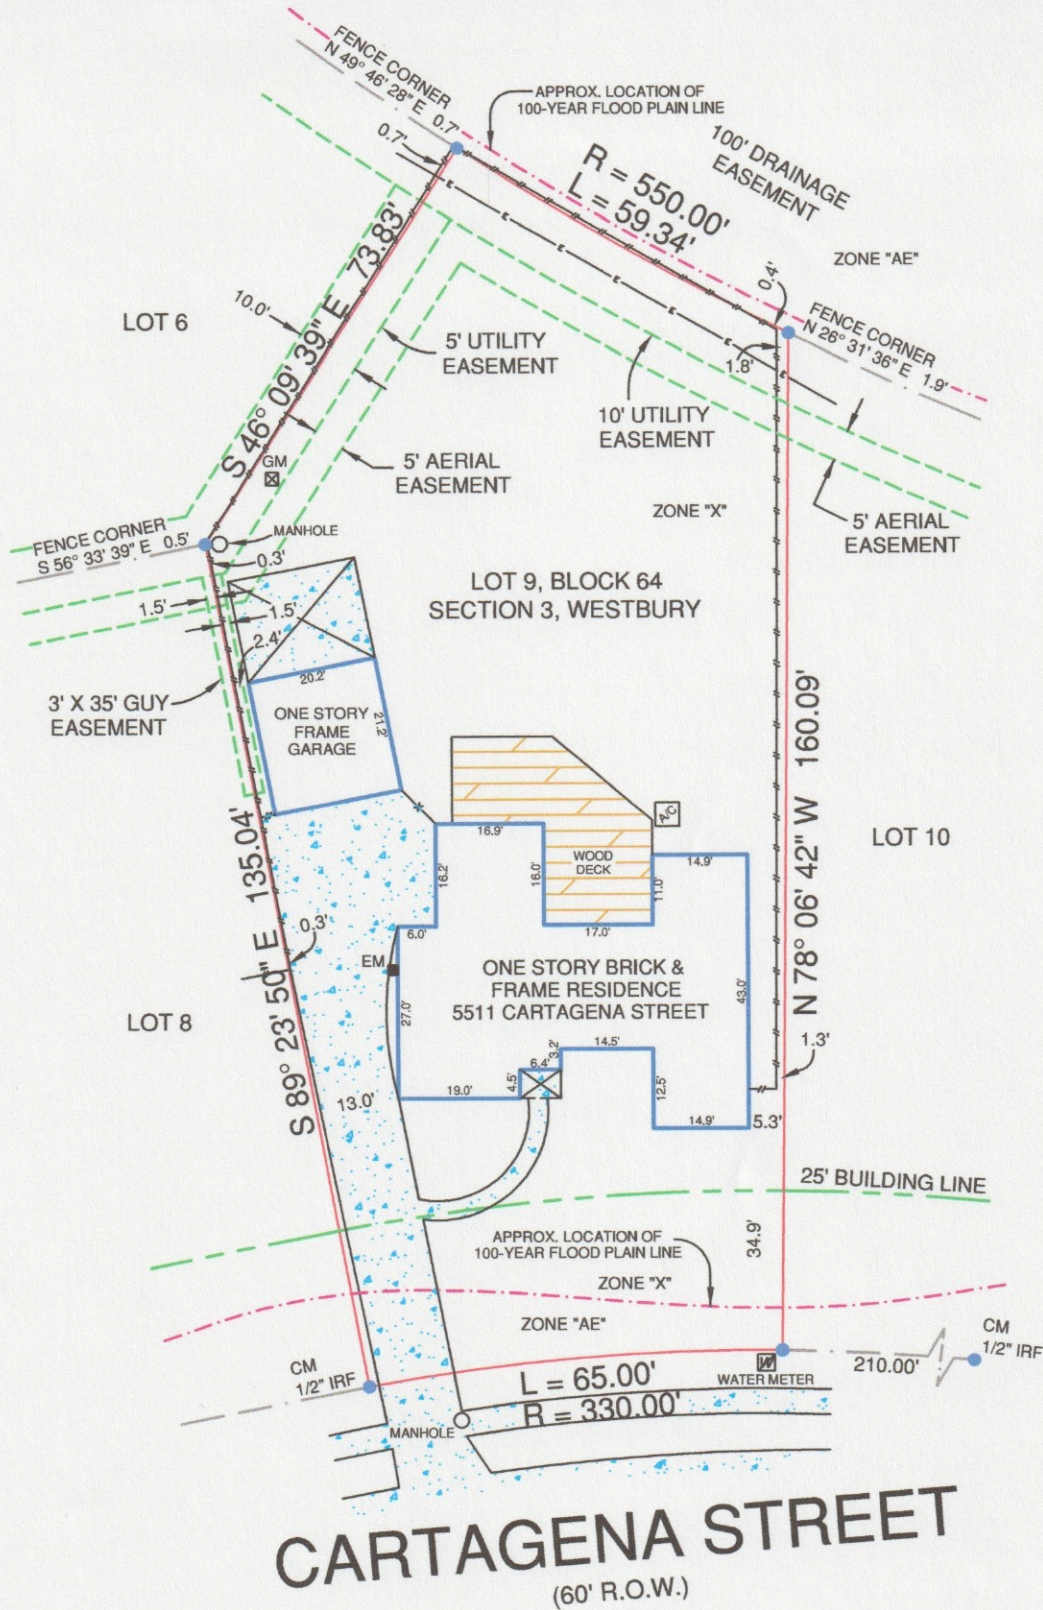 FENCE CORNER
N 49° 46' 28" E 0.7'
0.7'
APPROX. LOCATION OF
100-YEAR FLOOD PLAIN LINE
100' DRAINAGE
EASEMENT
R = 550.00'
L = 59.34'
ZONE "AE"
0.4'
FENCE CORNER
N 26° 31' 36" E 1.9'
1.8'
LOT 6
10.0'
S 46° 09' 39" E 73.83'
5' UTILITY
EASEMENT
10' UTILITY
EASEMENT
5' AERIAL
EASEMENT
GM
ZONE "X"
5' AERIAL
EASEMENT
FENCE CORNER
S 56° 33' 39" E 0.5'
MANHOLE
0.3'
LOT 9, BLOCK 64
SECTION 3, WESTBURY
1.5'
1.5'
2.4'
3' X 35' GUY
EASEMENT
20.2'
ONE STORY
FRAME
GARAGE
21.2'
N 78° 06' 42" W 160.09'
A/C
LOT 10
16.9'
WOOD
DECK
14.9'
16.2'
16.0'
11.0'
S 89° 23' 50" E 135.04'
0.3'
6.0'
17.0'
EM
ONE STORY BRICK &
FRAME RESIDENCE
5511 CARTAGENA STREET
43.0'
27.0'
LOT 8
14.5'
3.2'
6.4'
4.5'
1.3'
13.0'
19.0'
12.5'
14.9'
5.3'
25' BUILDING LINE
34.9'
APPROX. LOCATION OF
100-YEAR FLOOD PLAIN LINE
ZONE "X"
ZONE "AE"
CM
1/2" IRF
CM
1/2" IRF
210.00'
W
WATER METER
L = 65.00'
R = 330.00'
MANHOLE
CARTAGENA STREET
(60' R.O.W.)